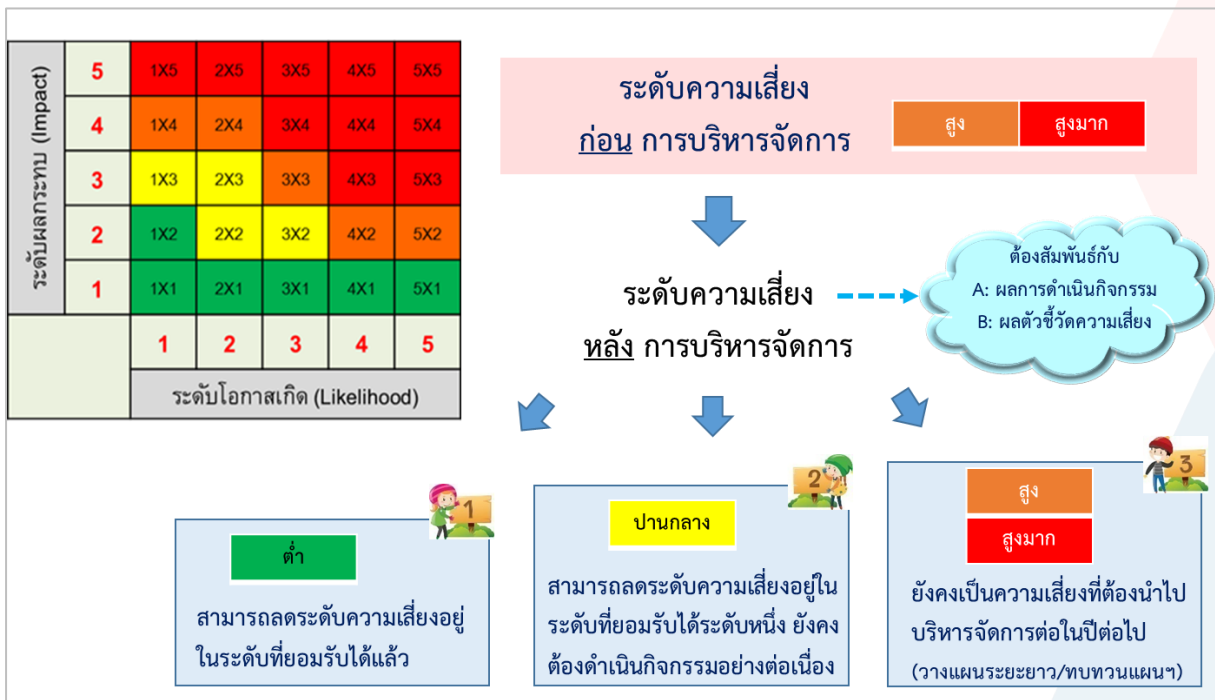 ระดับผลกระทบ (Impact)
5 1X5 2X5 3X5 4X5 5X5
4 1X4 2X4 3X4 4X4 5X4
3 1X3 2X3 3X3 4X3 5X3
2 1X2 2X2 3X2 4X2 5X2
1 1X1 2X1 3X1 4X1 5X1
1 2 3 4 5
ระดับโอกาสเกิด (Likelihood)
ระดับความเสี่ยง
ก่อน การบริหารจัดการ
สูง สูงมาก
ระดับความเสี่ยง
หลัง การบริหารจัดการ
ต้องสัมพันธ์กับ
A: ผลการดำเนินกิจกรรม
B: ผลตัวชี้วัดความเสี่ยง
1
ต่ำ
สามารถลดระดับความเสี่ยงอยู่
ในระดับที่ยอมรับได้แล้ว
2
ปานกลาง
สามารถลดระดับความเสี่ยงอยู่ใน
ระดับที่ยอมรับได้ระดับหนึ่ง ยังคง
ต้องดำเนินกิจกรรมอย่างต่อเนื่อง
3
สูง
สูงมาก
ยังคงเป็นความเสี่ยงที่ต้องนำไป
บริหารจัดการต่อในปีต่อไป
(วางแผนระยะยาว/ทบทวนแผนฯ)